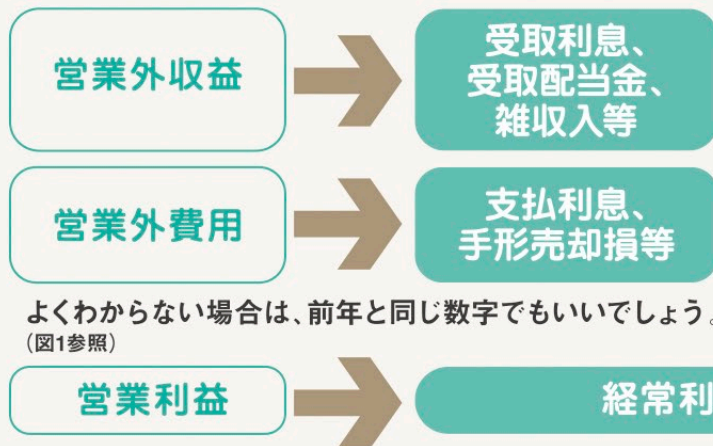 営業外収益
受取利息、
受取配当金、
雑収入等
営業外費用
支払利息、
手形売却損等
よくわからない場合は、前年と同じ数字でもいいでしょう。
(図1参照)
営業利益
経常利